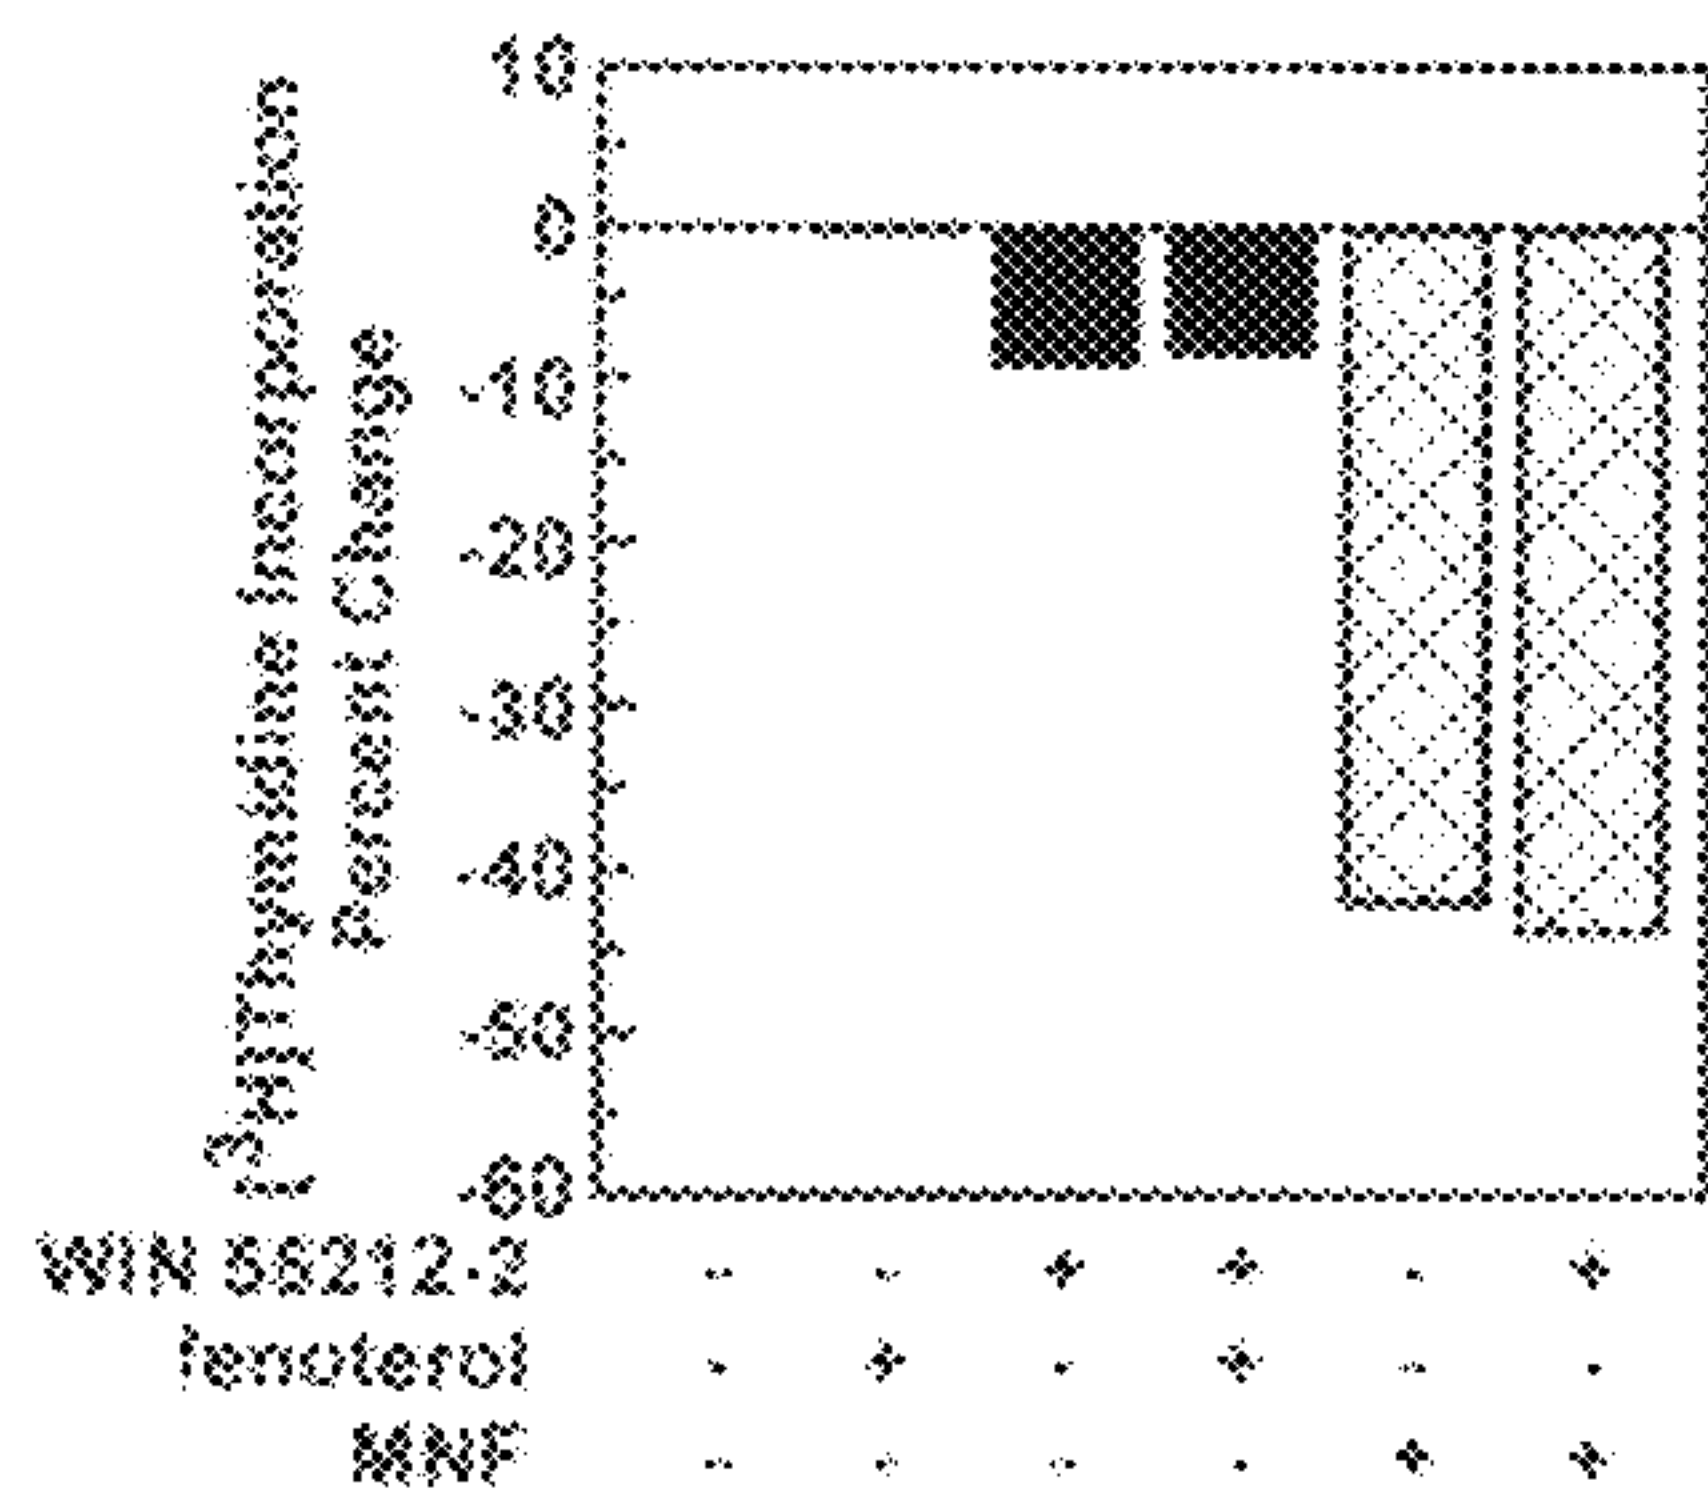 [³H]Thymidine Incorporation
Percent Change
10
0
-10
-20
-30
-40
-50
-60
WIN 55212-2 - - + + - +
fenoterol - + - + - -
MNF - - - - + +